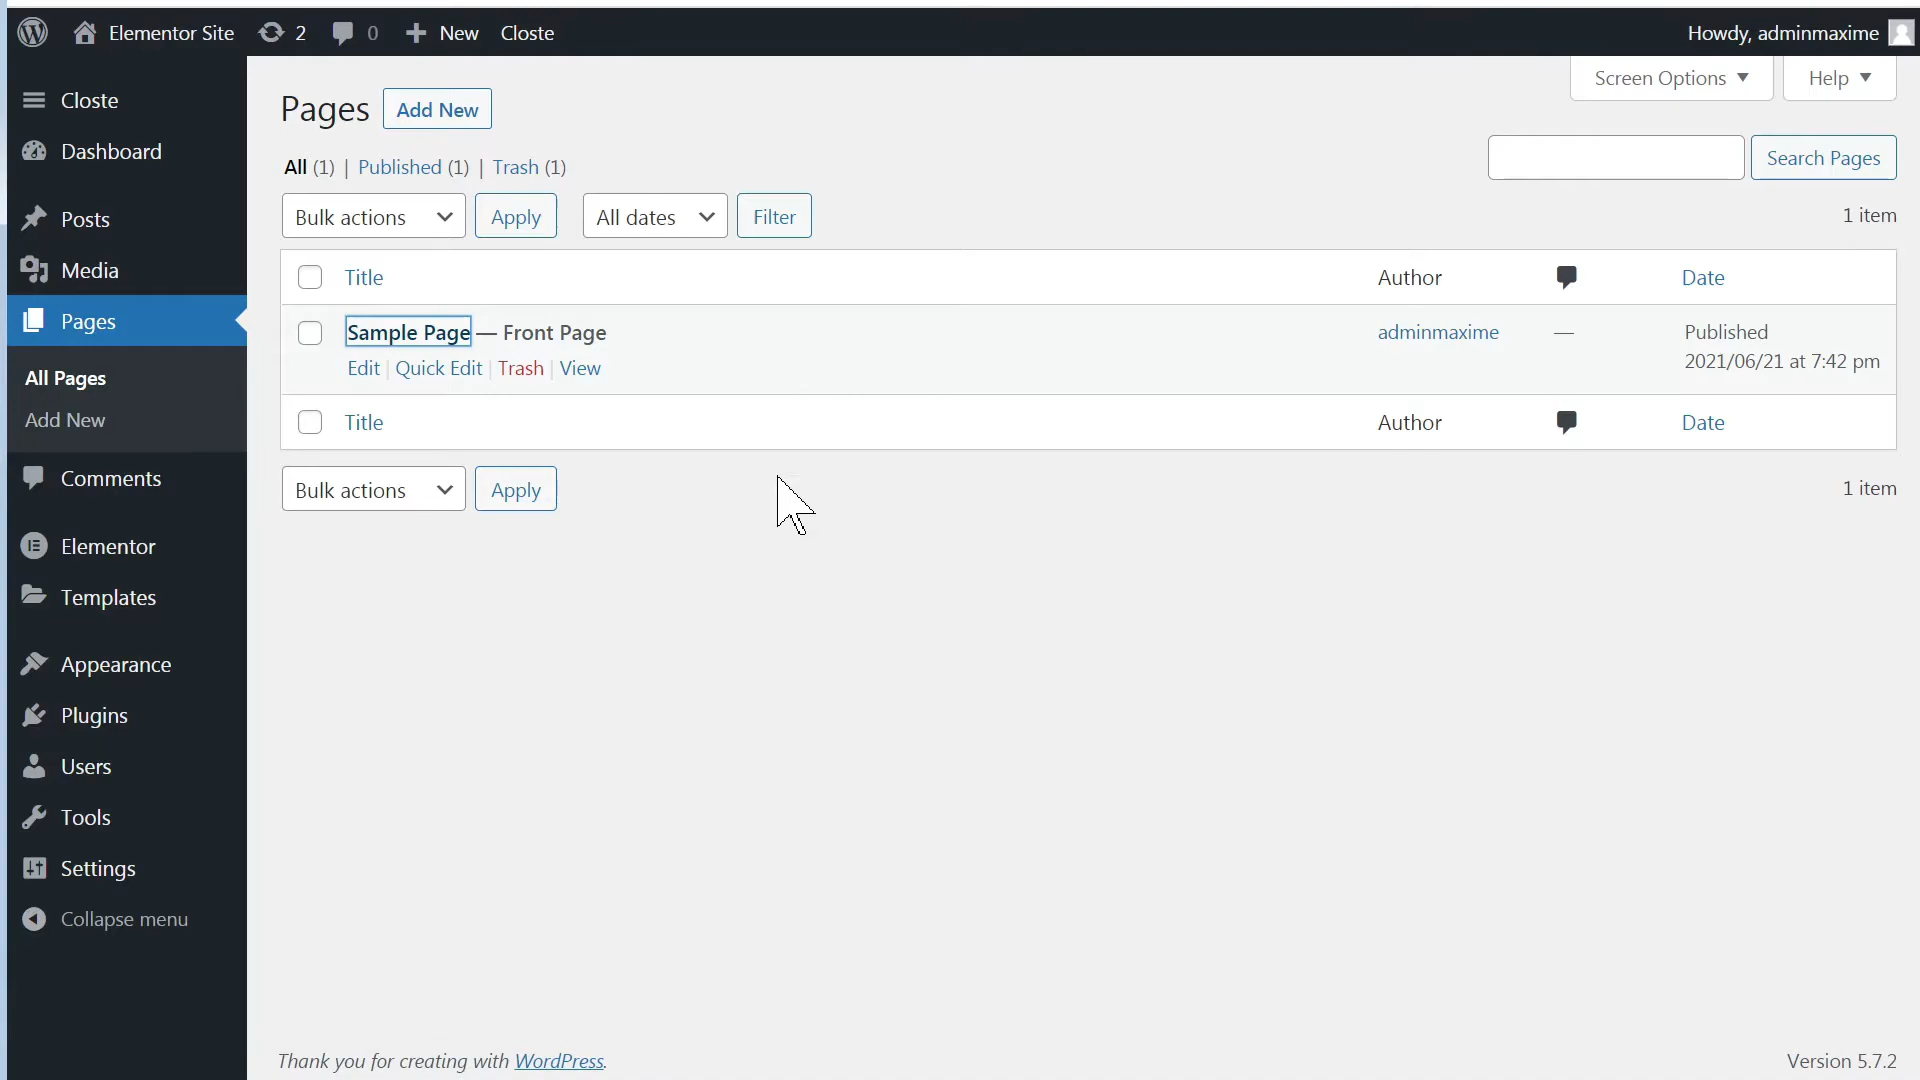 Elementor Site 2 0 New Closte Howdy, adminmaxime
Closte
Dashboard
Posts
Media
Pages
All Pages
Add New
Comments
Elementor
Templates
Appearance
Plugins
Users
Tools
Settings
Collapse menu
Screen Options Help
Pages Add New
All (1) | Published (1) | Trash (1)
Search Pages
Bulk actions Apply All dates Filter 1 item
Title Author Date
Sample Page — Front Page adminmaxime — Published
Edit | Quick Edit | Trash | View 2021/06/21 at 7:42 pm
Title Author Date
Bulk actions Apply 1 item
Thank you for creating with WordPress. Version 5.7.2